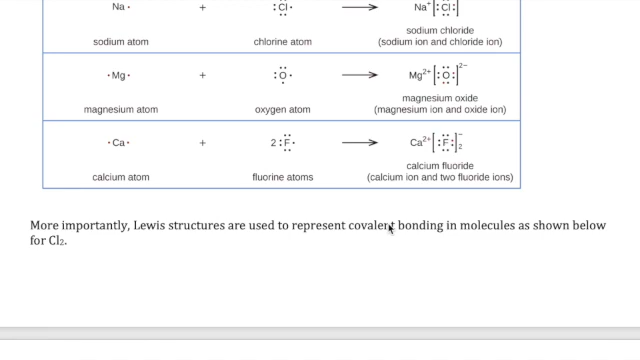 Na · + :Cl· ⟶ Na⁺ [:Cl:]
sodium chloride
sodium atom chlorine atom (sodium ion and chloride ion)
·Mg· + :O· ⟶ Mg²⁺ [:O:]²⁻
magnesium oxide
magnesium atom oxygen atom (magnesium ion and oxide ion)
·Ca· + 2 :F· ⟶ Ca²⁺ [:F:]₂⁻
calcium fluoride
calcium atom fluorine atoms (calcium ion and two fluoride ions)
More importantly, Lewis structures are used to represent covalent bonding in molecules as shown below
for Cl₂.